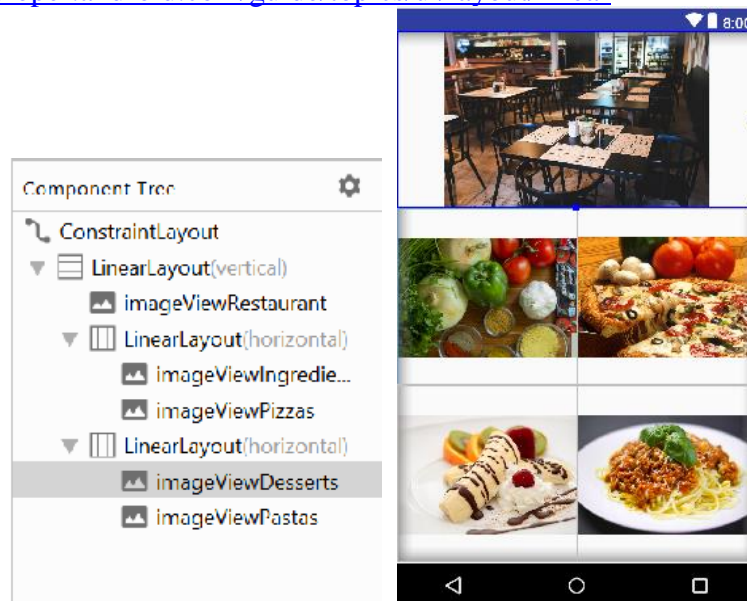 8:00
Component Tree
ConstraintLayout
LinearLayout(vertical)
imageViewRestaurant
LinearLayout(horizontal)
imageViewIngredie...
imageViewPizzas
LinearLayout(horizontal)
imageViewDesserts
imageViewPastas